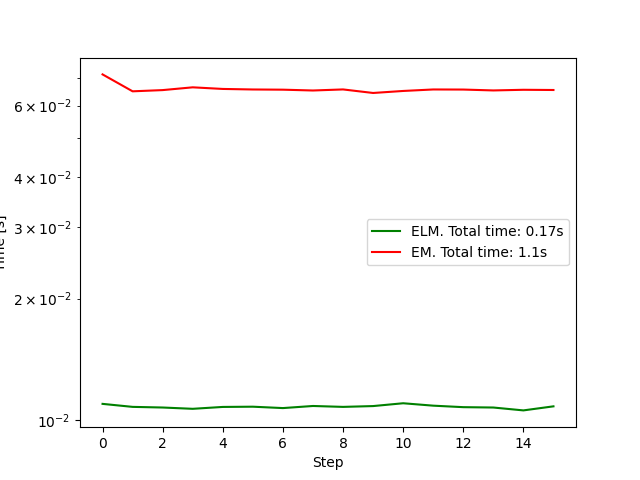 6 × 10⁻²
4 × 10⁻²
3 × 10⁻²
2 × 10⁻²
10⁻²
Time [s]
ELM. Total time: 0.17s
EM. Total time: 1.1s
0 2 4 6 8 10 12 14
Step